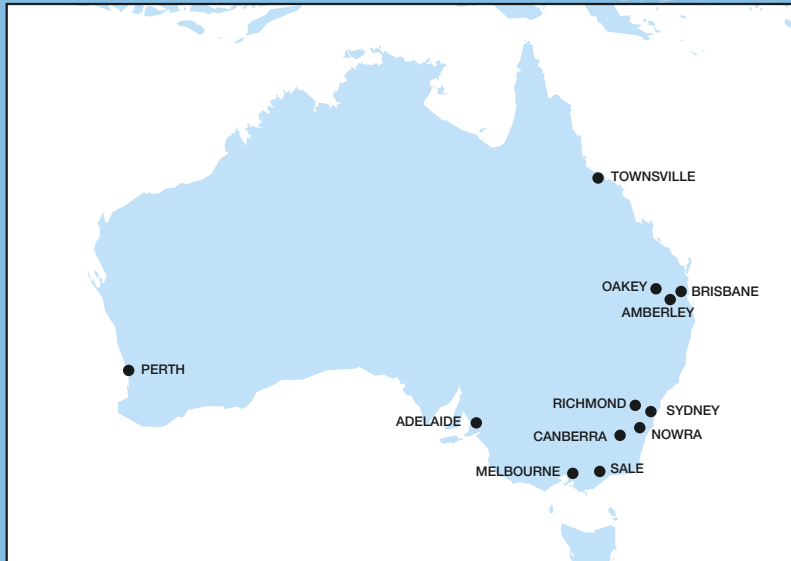 TOWNSVILLE
OAKEY
BRISBANE
AMBERLEY
PERTH
RICHMOND
SYDNEY
ADELAIDE
NOWRA
CANBERRA
SALE
MELBOURNE